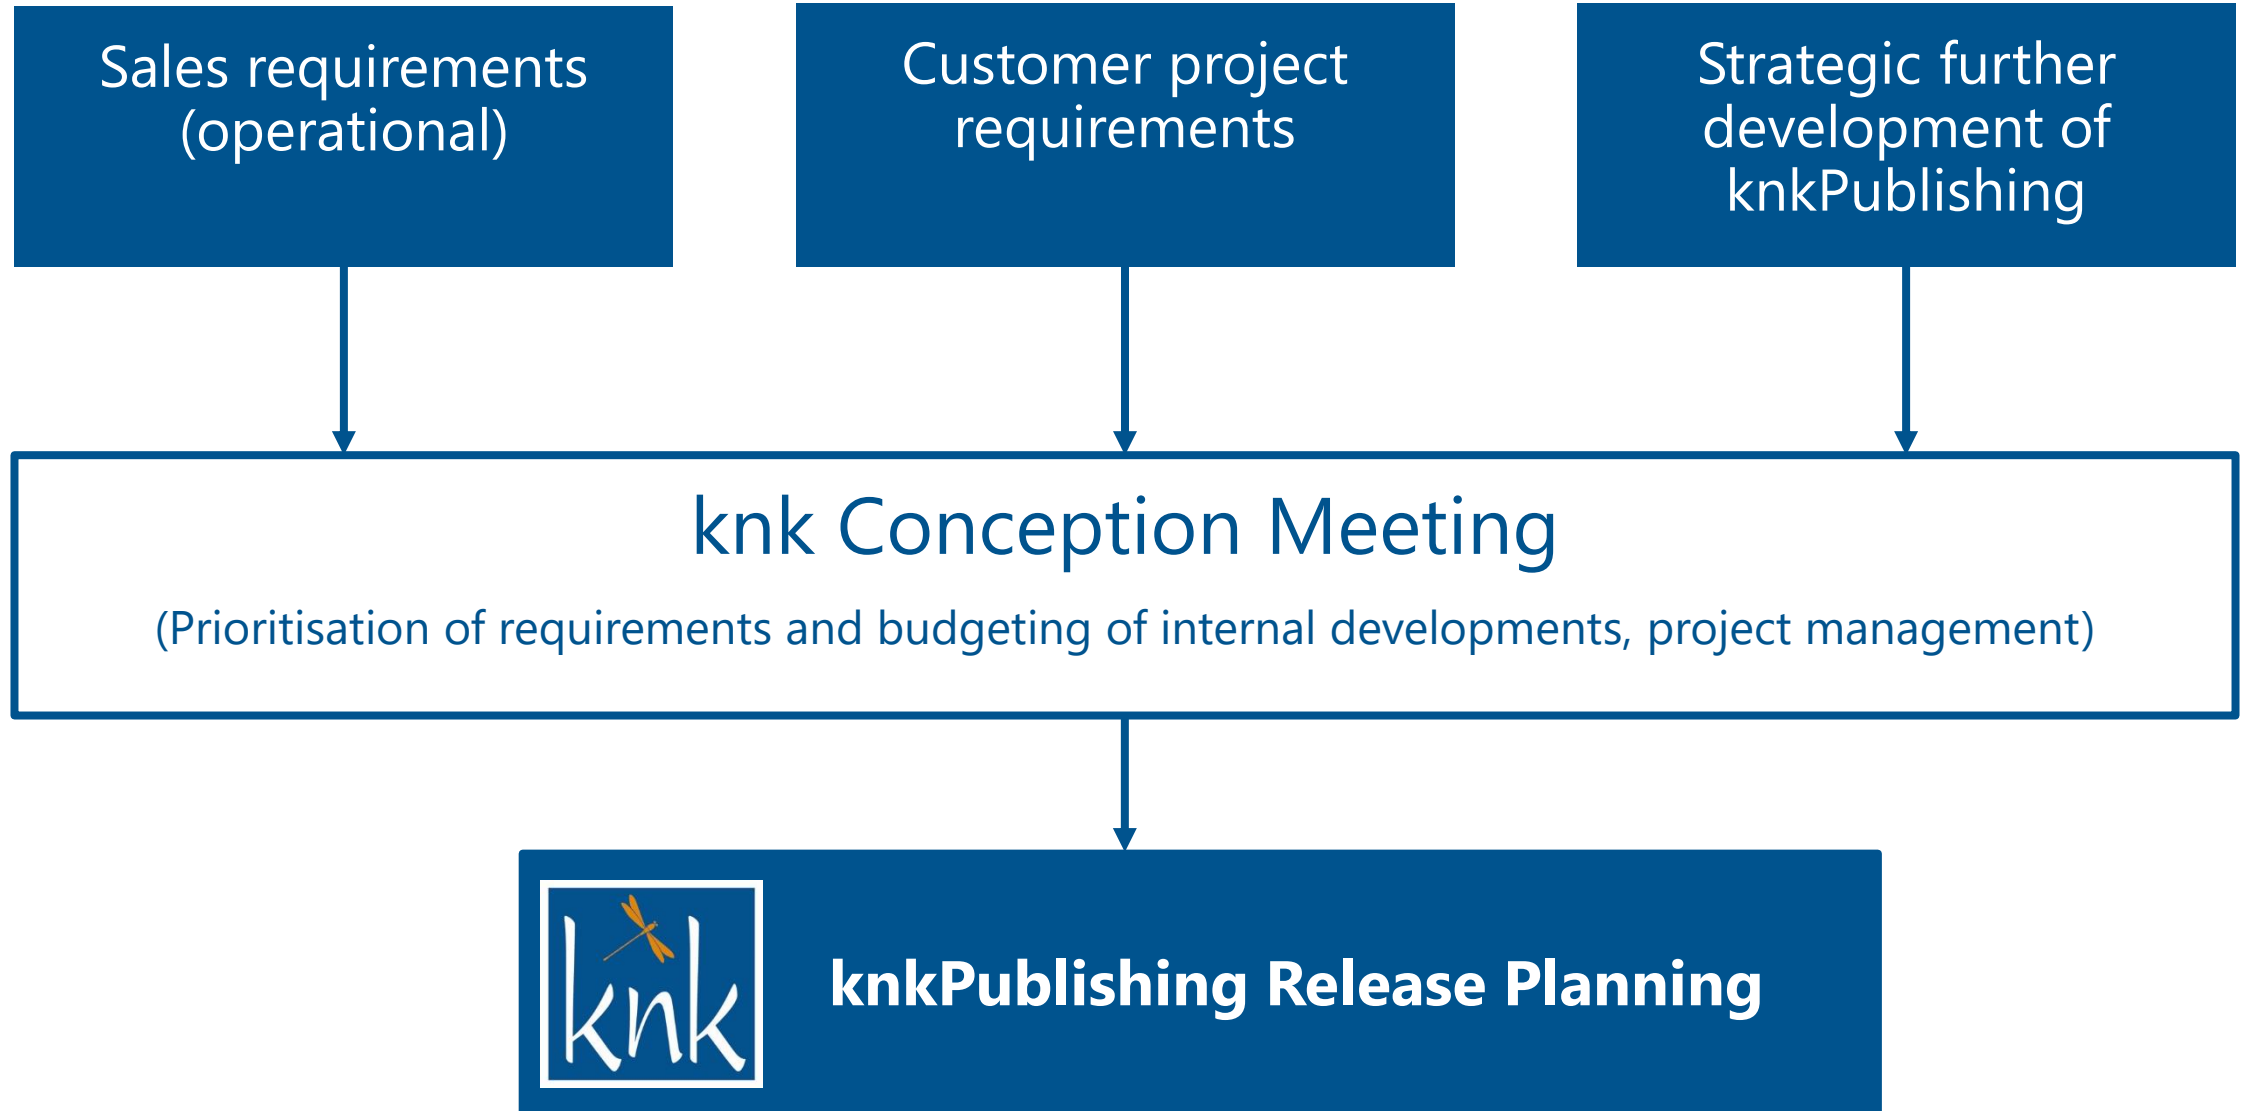 Sales requirements
(operational)
Customer project
requirements
Strategic further
development of
knkPublishing
knk Conception Meeting
(Prioritisation of requirements and budgeting of internal developments, project management)
knk
knkPublishing Release Planning